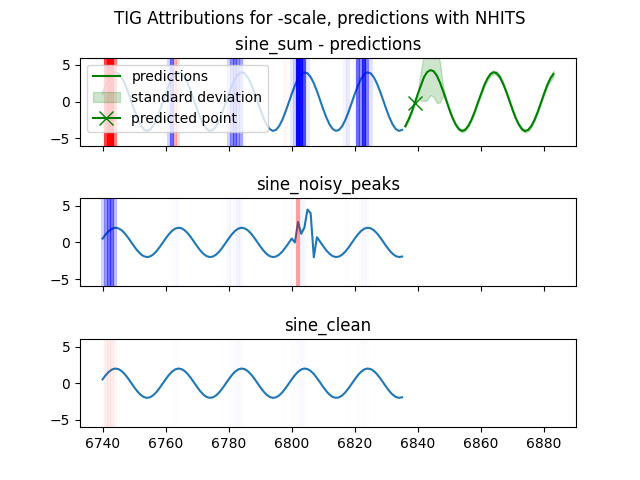 TIG Attributions for -scale, predictions with NHITS
sine_sum - predictions
5
0
−5
predictions
standard deviation
predicted point
sine_noisy_peaks
5
0
−5
sine_clean
5
0
−5
6740 6760 6780 6800 6820 6840 6860 6880